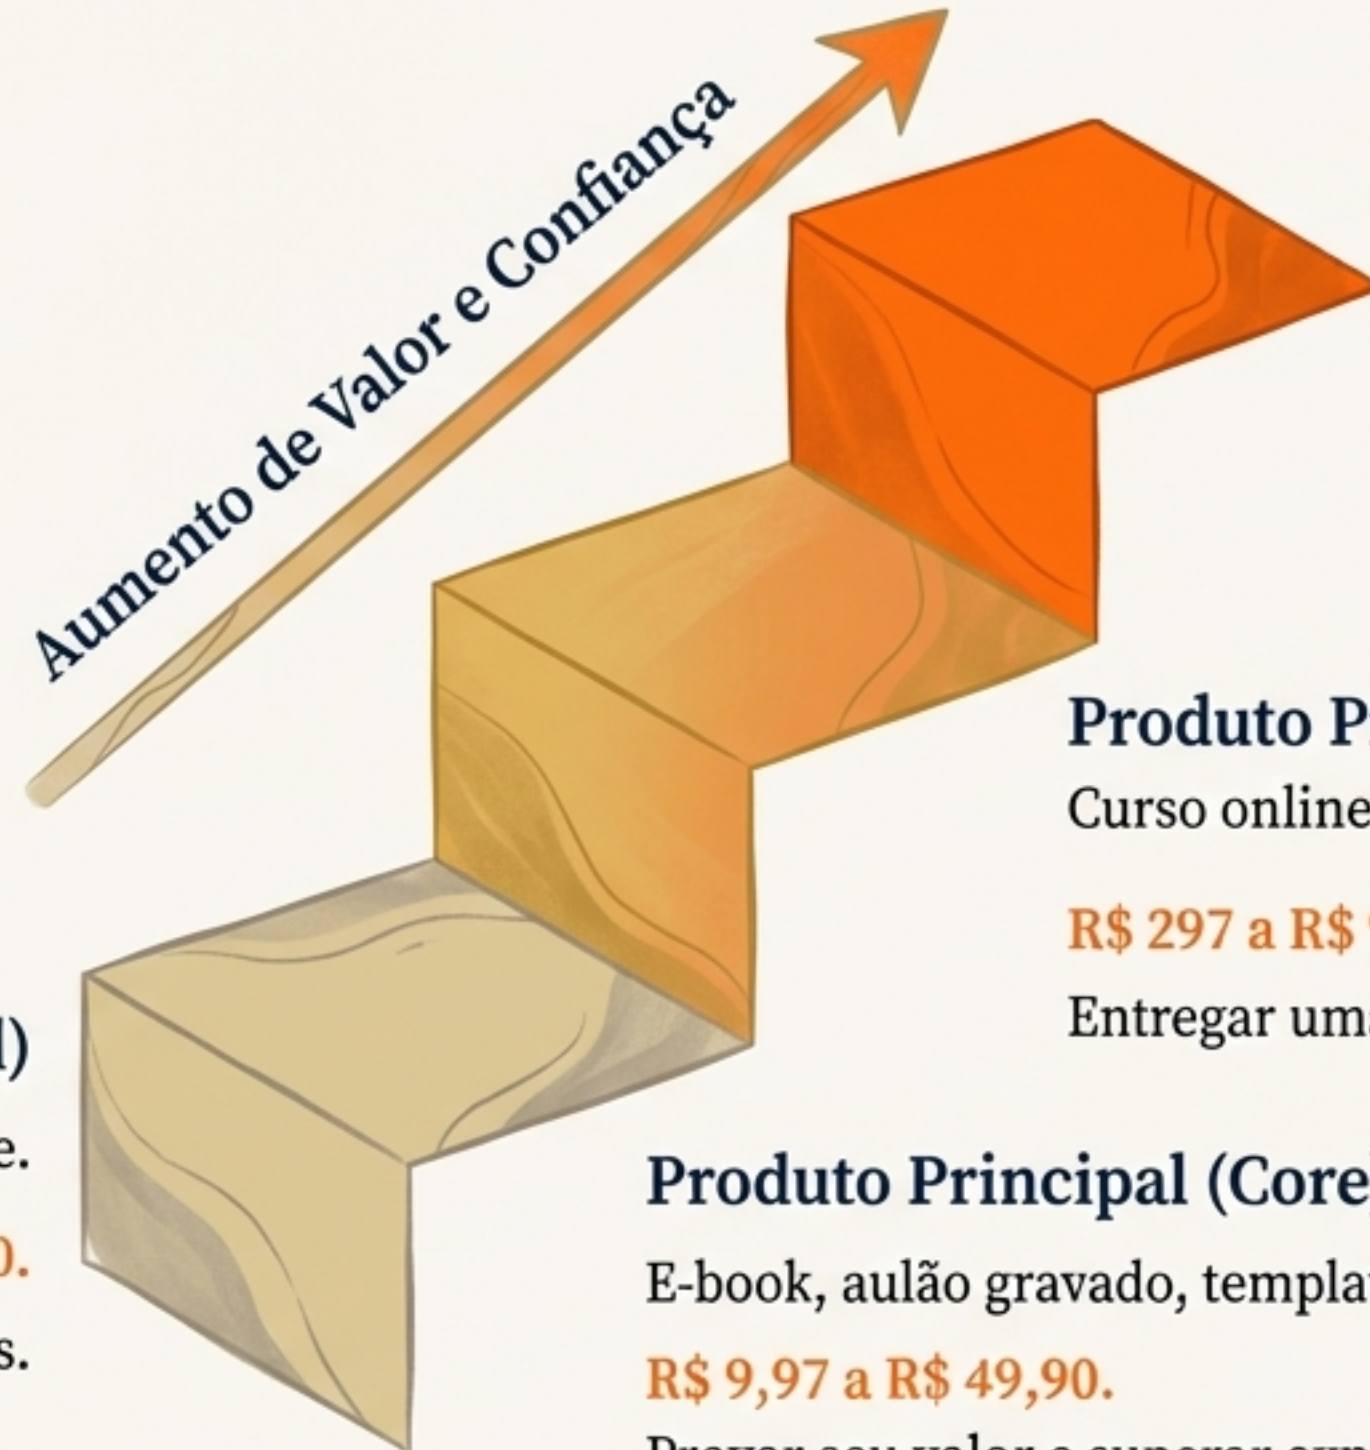 Aumento de Valor e Confiança
Produto P
Curso online
R$ 297 a R$
Entregar um
l)
e.
0.
s.
Produto Principal (Core
E-book, aulão gravado, templa
R$ 9,97 a R$ 49,90.